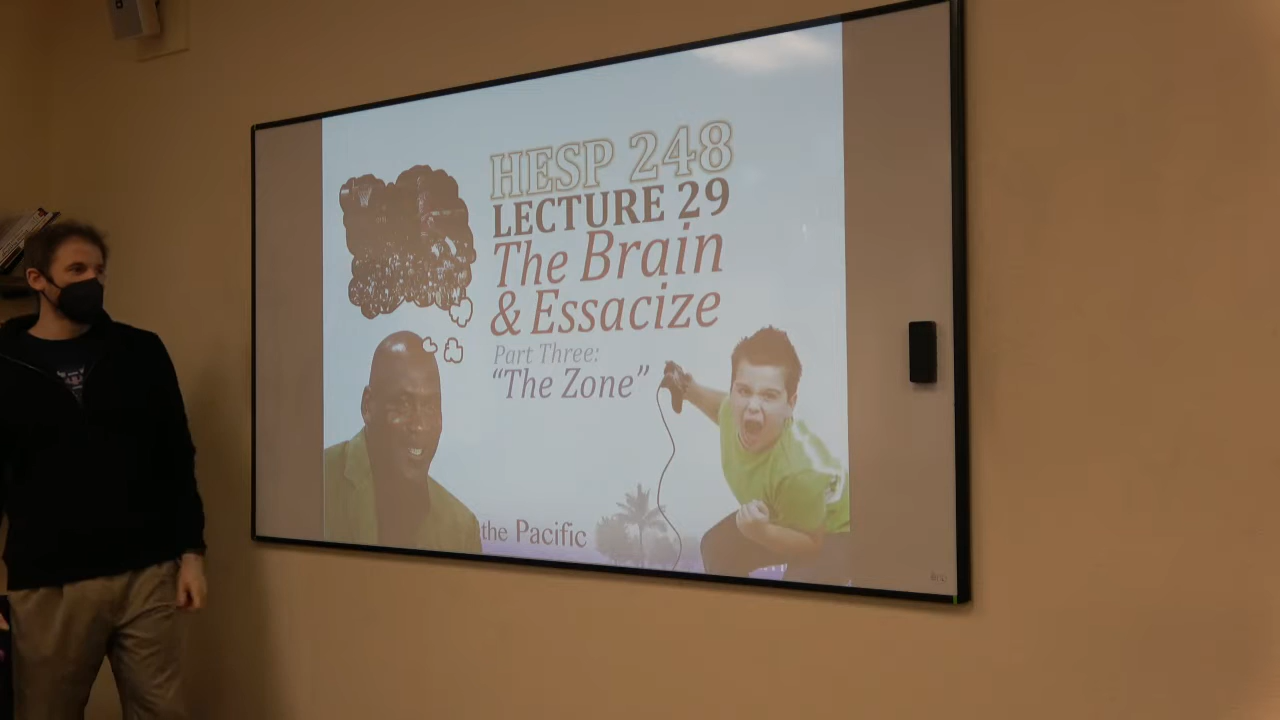 HESP 248
LECTURE 29
The Brain
& Essacize
Part Three:
“The Zone”
the Pacific